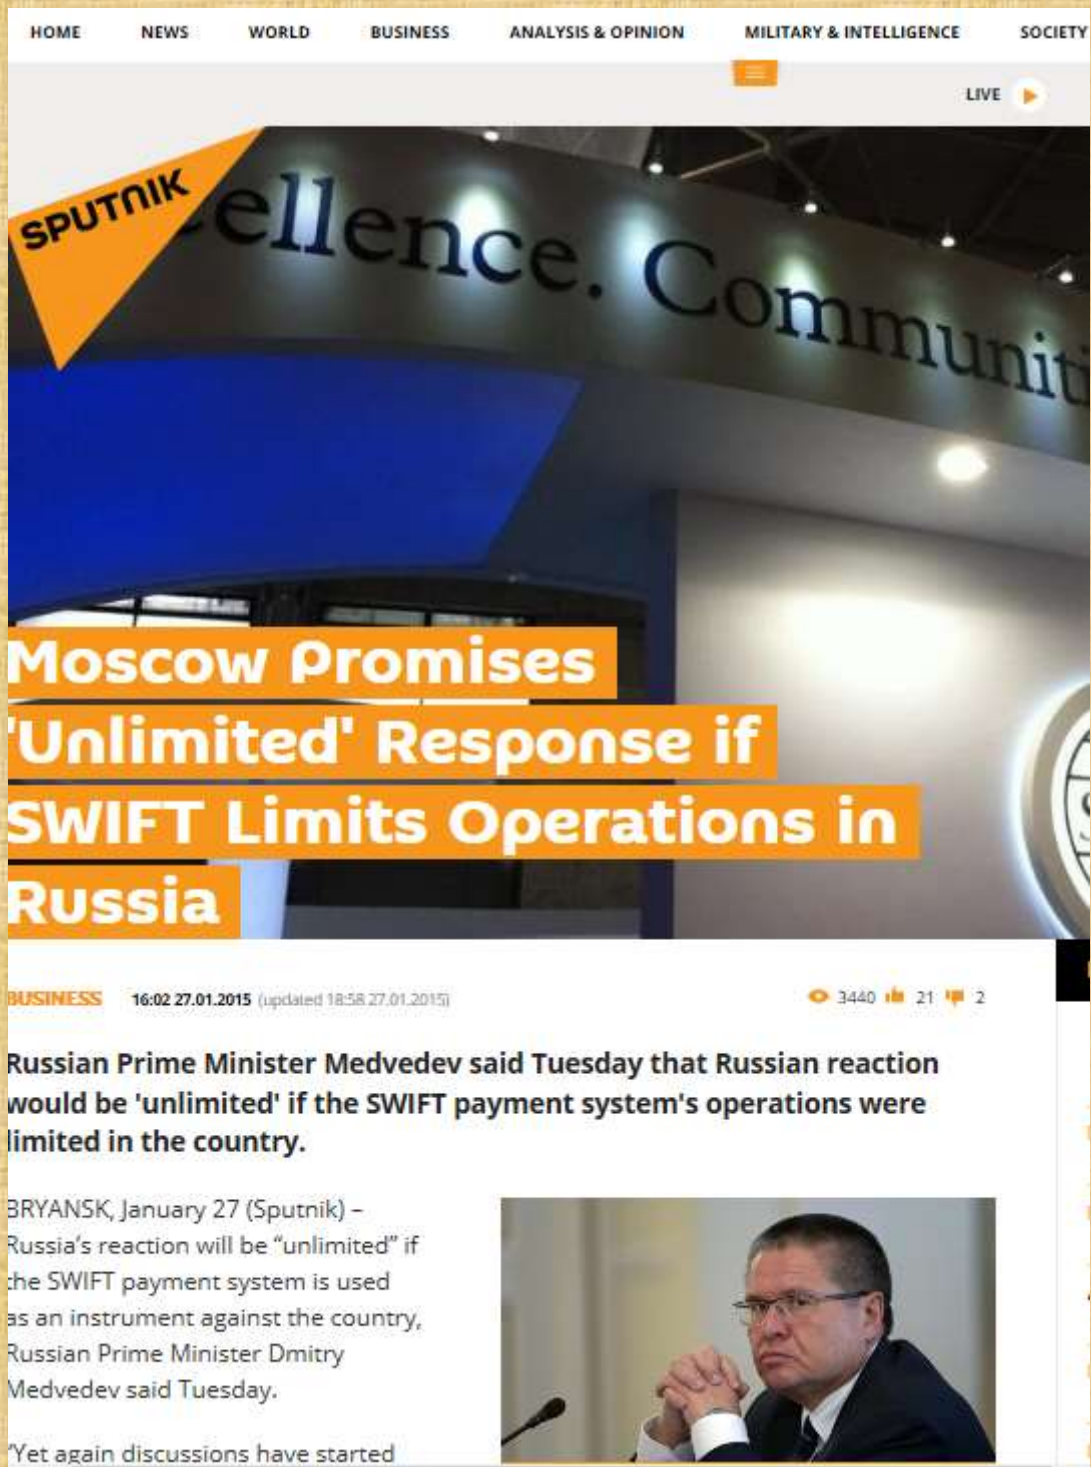 HOME NEWS WORLD BUSINESS ANALYSIS & OPINION MILITARY & INTELLIGENCE SOCIETY
LIVE
SPUTNIK
ellence. Communit
Moscow Promises
'Unlimited' Response if
SWIFT Limits Operations in
Russia
BUSINESS 16:02 27.01.2015 (updated 18:58 27.01.2015) 3440 21 2
Russian Prime Minister Medvedev said Tuesday that Russian reaction
would be 'unlimited' if the SWIFT payment system's operations were
limited in the country.
BRYANSK, January 27 (Sputnik) –
Russia's reaction will be "unlimited" if
the SWIFT payment system is used
as an instrument against the country,
Russian Prime Minister Dmitry
Medvedev said Tuesday.
"Yet again discussions have started